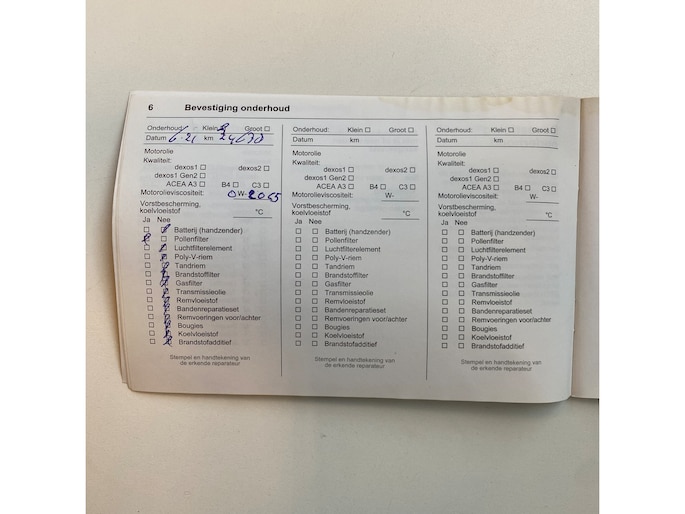 6 Bevestiging onderhoud
Onderhoud: Klein Groot
Datum 6-21 km
Motorolie
Kwaliteit:
dexos1 dexos2
dexos1 Gen2
ACEA A3 B4 C3
Motorolieviscositeit: 0W-20
Vorstbescherming,
koelvloeistof °C
Ja Nee
Batterij (handzender)
Pollenfilter
Luchtfilterelement
Poly-V-riem
Tandriem
Brandstoffilter
Gasfilter
Transmissieolie
Remvloeistof
Bandenreparatieset
Remvoeringen voor/achter
Bougies
Koelvloeistof
Brandstofadditief
Stempel en handtekening van
de erkende reparateur
Onderhoud: Klein Groot
Datum km
Motorolie
Kwaliteit:
dexos1 dexos2
dexos1 Gen2
ACEA A3 B4 C3
Motorolieviscositeit: W-
Vorstbescherming,
koelvloeistof °C
Ja Nee
Batterij (handzender)
Pollenfilter
Luchtfilterelement
Poly-V-riem
Tandriem
Brandstoffilter
Gasfilter
Transmissieolie
Remvloeistof
Bandenreparatieset
Remvoeringen voor/achter
Bougies
Koelvloeistof
Brandstofadditief
Stempel en handtekening van
de erkende reparateur
Onderhoud: Klein Groot
Datum km
Motorolie
Kwaliteit:
dexos1 dexos2
dexos1 Gen2
ACEA A3 B4 C3
Motorolieviscositeit: W-
Vorstbescherming,
koelvloeistof °C
Ja Nee
Batterij (handzender)
Pollenfilter
Luchtfilterelement
Poly-V-riem
Tandriem
Brandstoffilter
Gasfilter
Transmissieolie
Remvloeistof
Bandenreparatieset
Remvoeringen voor/achter
Bougies
Koelvloeistof
Brandstofadditief
Stempel en handtekening van
de erkende reparateur